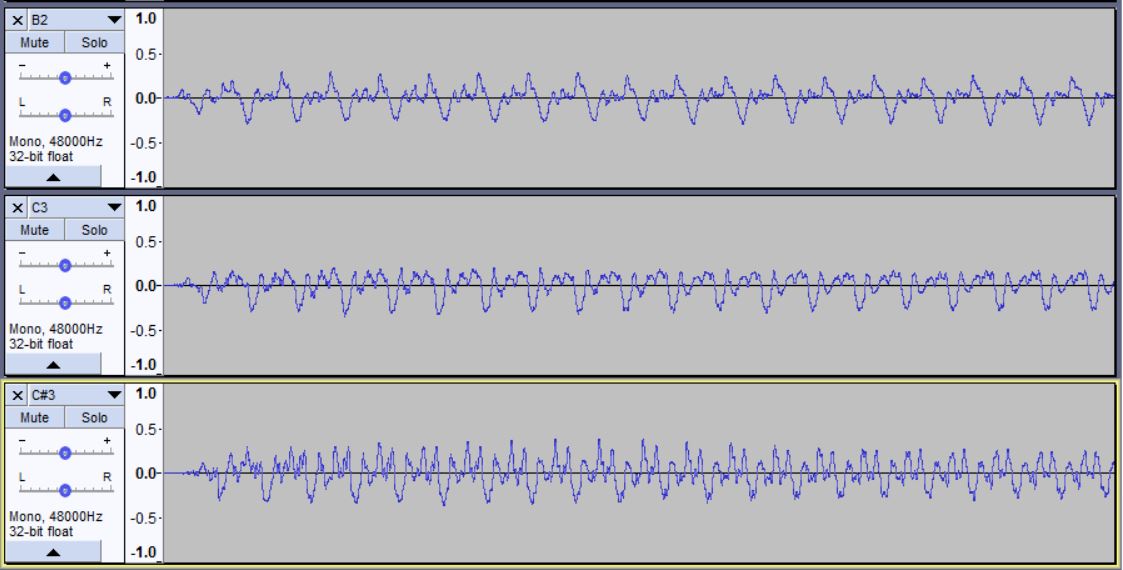 B2
Mute Solo
- +
L R
Mono, 48000Hz
32-bit float
1.0
0.5
0.0
-0.5
-1.0
C3
Mute Solo
- +
L R
Mono, 48000Hz
32-bit float
1.0
0.5
0.0
-0.5
-1.0
C#3
Mute Solo
- +
L R
Mono, 48000Hz
32-bit float
1.0
0.5
0.0
-0.5
-1.0